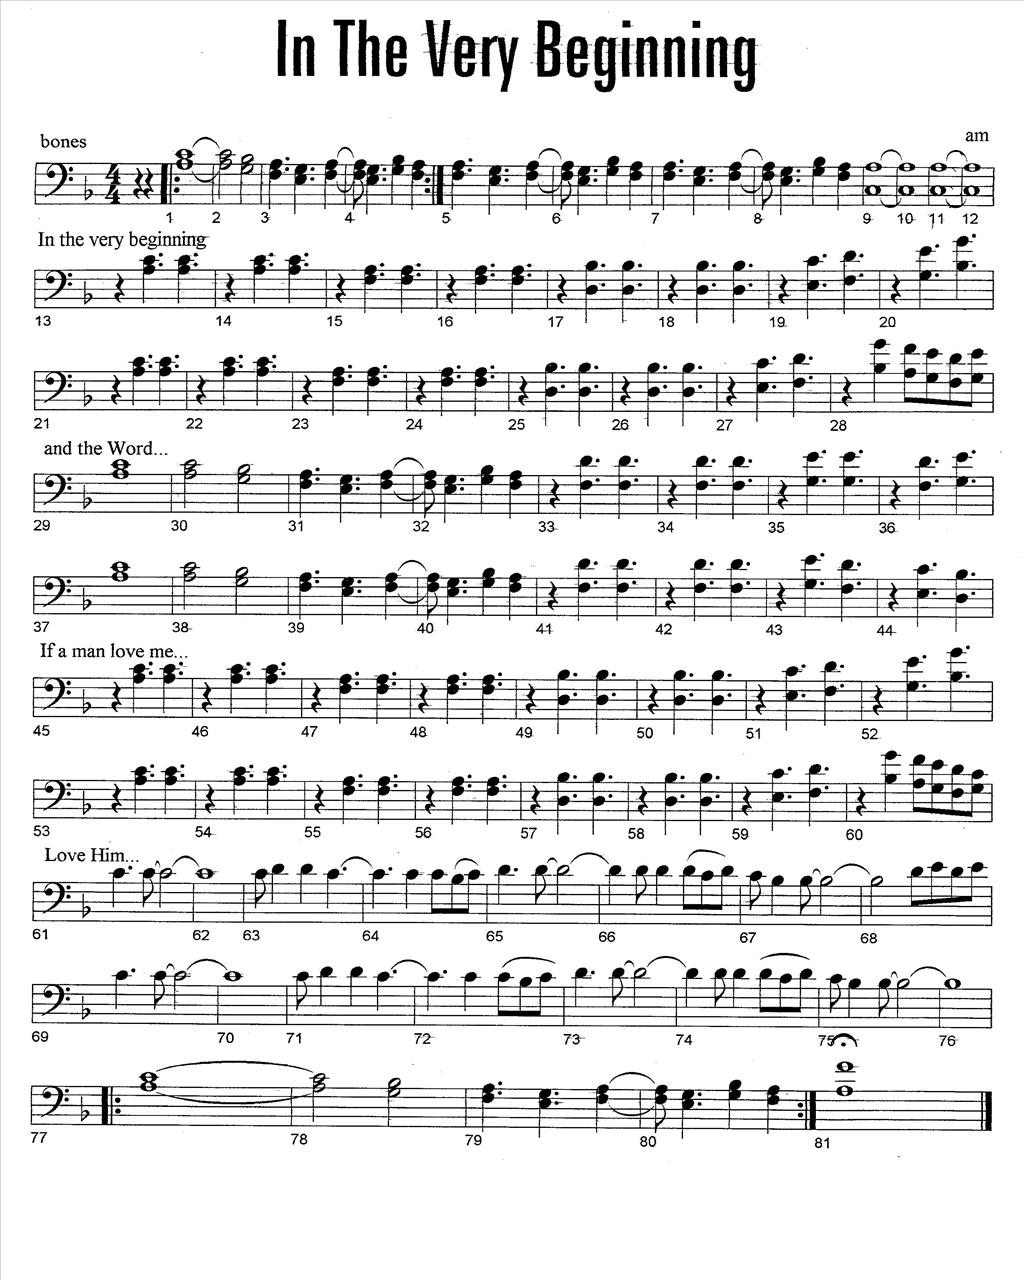 In The Very Beginning
bones
am
4
4
1 2 3 4 5 6 7 8 9 10 11 12
In the very beginning
13 14 15 16 17 18 19 20
21 22 23 24 25 26 27 28
and the Word...
29 30 31 32 33 34 35 36
37 38 39 40 41 42 43 44
If a man love me...
45 46 47 48 49 50 51 52
53 54 55 56 57 58 59 60
Love Him...
61 62 63 64 65 66 67 68
69 70 71 72 73 74 75 76
77 78 79 80 81